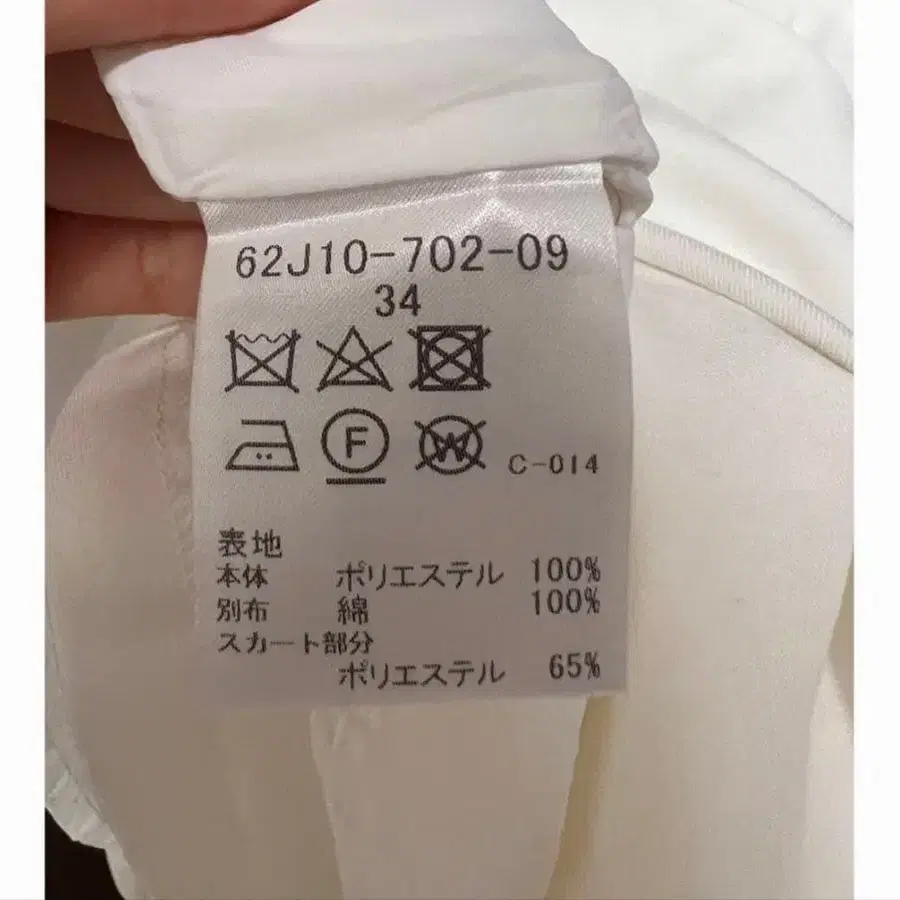 62J10-702-09
34
F W C-014
表地
本体 ポリエステル 100%
別布 綿 100%
スカート部分
ポリエステル 65%